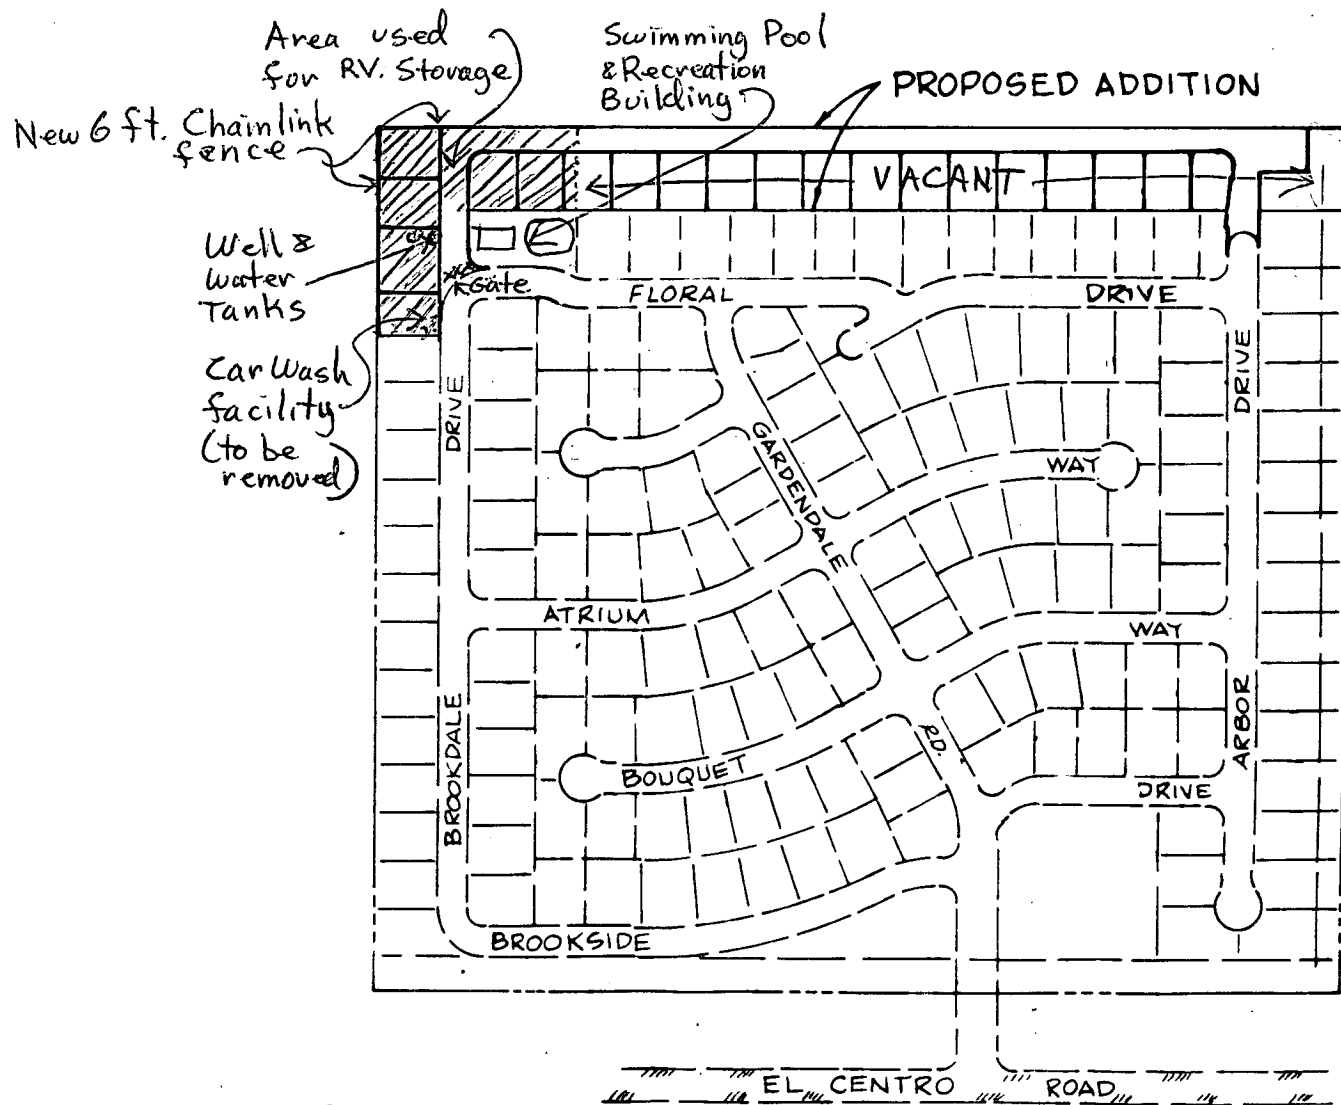 Area used
for RV. Storage
Swimming Pool
& Recreation
Building
PROPOSED ADDITION
New 6 ft. Chainlink
fence
VACANT
Well &
Water
Tanks
Gate
FLORAL
DRIVE
Car Wash
facility
(to be
removed)
DRIVE
DRIVE
GARDENDALE
WAY
ATRIUM
WAY
BROOKDALE
ARBOR
RD.
BOUQUET
DRIVE
BROOKSIDE
EL CENTRO ROAD